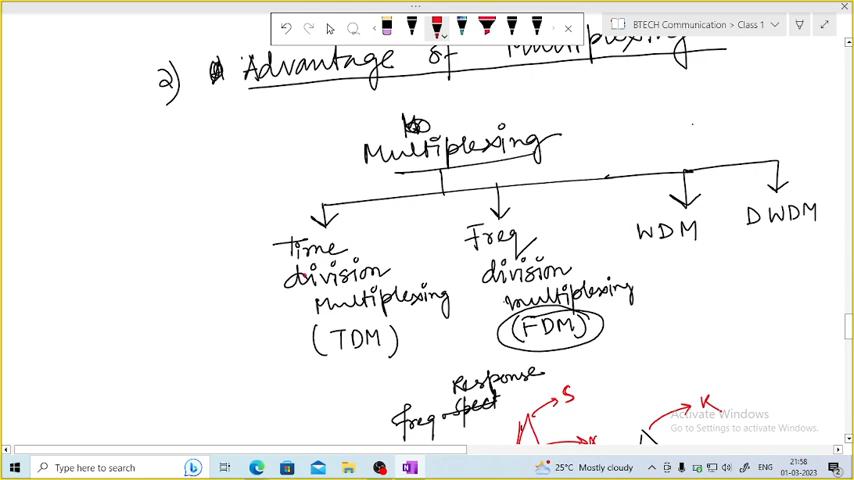 BTECH Communication > Class 1
2) Advantage of Multiplexing
Multiplexing
Time
division
Multiplexing
(TDM)
Freq
division
multiplexing
(FDM)
WDM
DWDM
Response
freq
S
K
Activate Windows
Go to Settings to activate Windows.
Type here to search
25°C Mostly cloudy
ENG
21:58
01-03-2023
2